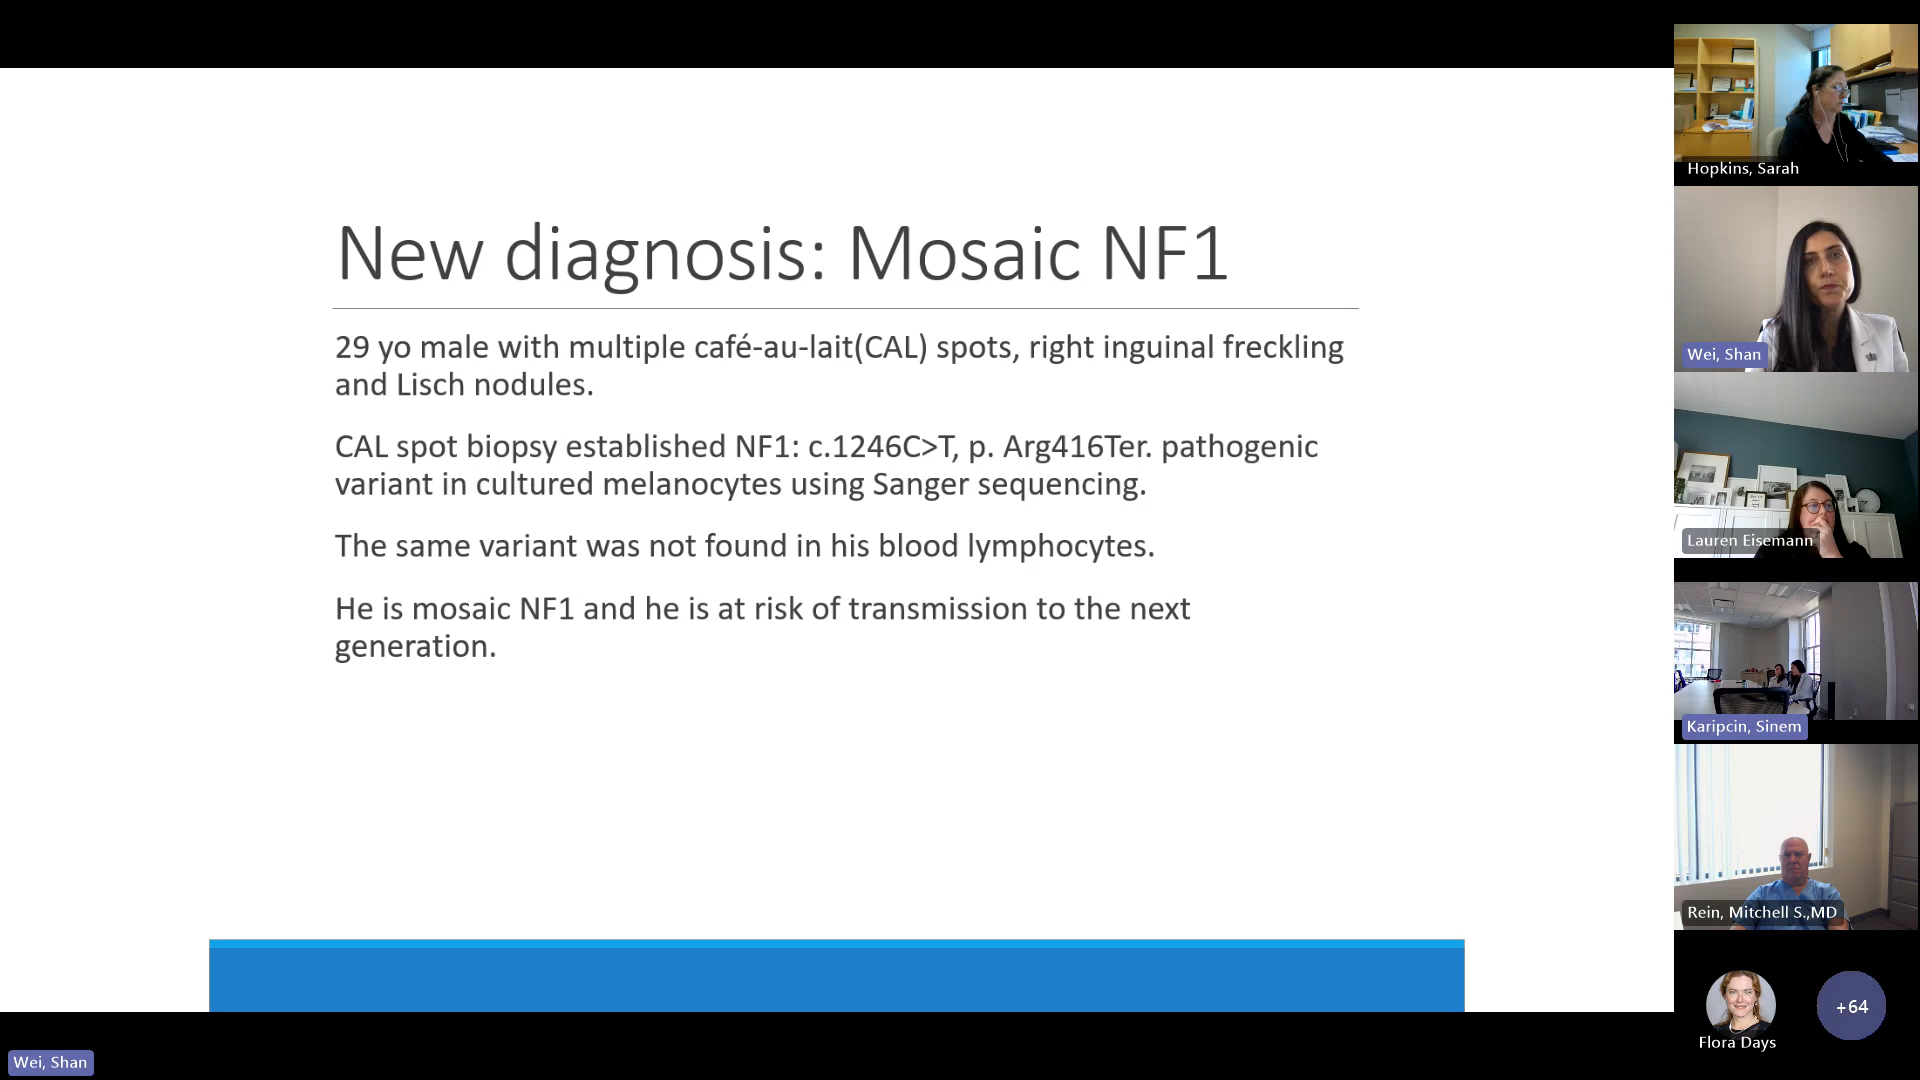 New diagnosis: Mosaic NF1
29 yo male with multiple café-au-lait(CAL) spots, right inguinal freckling
and Lisch nodules.
CAL spot biopsy established NF1: c.1246C>T, p. Arg416Ter. pathogenic
variant in cultured melanocytes using Sanger sequencing.
The same variant was not found in his blood lymphocytes.
He is mosaic NF1 and he is at risk of transmission to the next
generation.
Hopkins, Sarah
Wei, Shan
Lauren Eisemann
Karipcin, Sinem
Rein, Mitchell S.,MD
Flora Days
+64
Wei, Shan